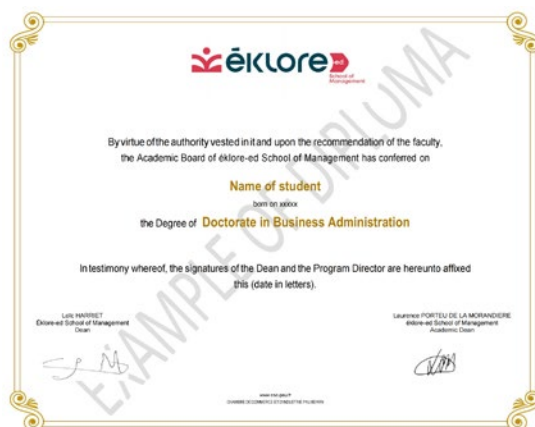 éklore ed
School of
Management
By virtue of the authority vested in it and upon the recommendation of the faculty,
the Academic Board of éklore-ed School of Management has conferred on
Name of student
born on xxxxx
the Degree of Doctorate in Business Administration
In testimony whereof, the signatures of the Dean and the Program Director are hereunto affixed
this (date in letters).
Loïc HARRIET
Éklore-ed School of Management
Dean
Laurence PORTEU DE LA MORANDIERE
éklore-ed School of Management
Academic Dean
EXAMPLE OF DIPLOMA